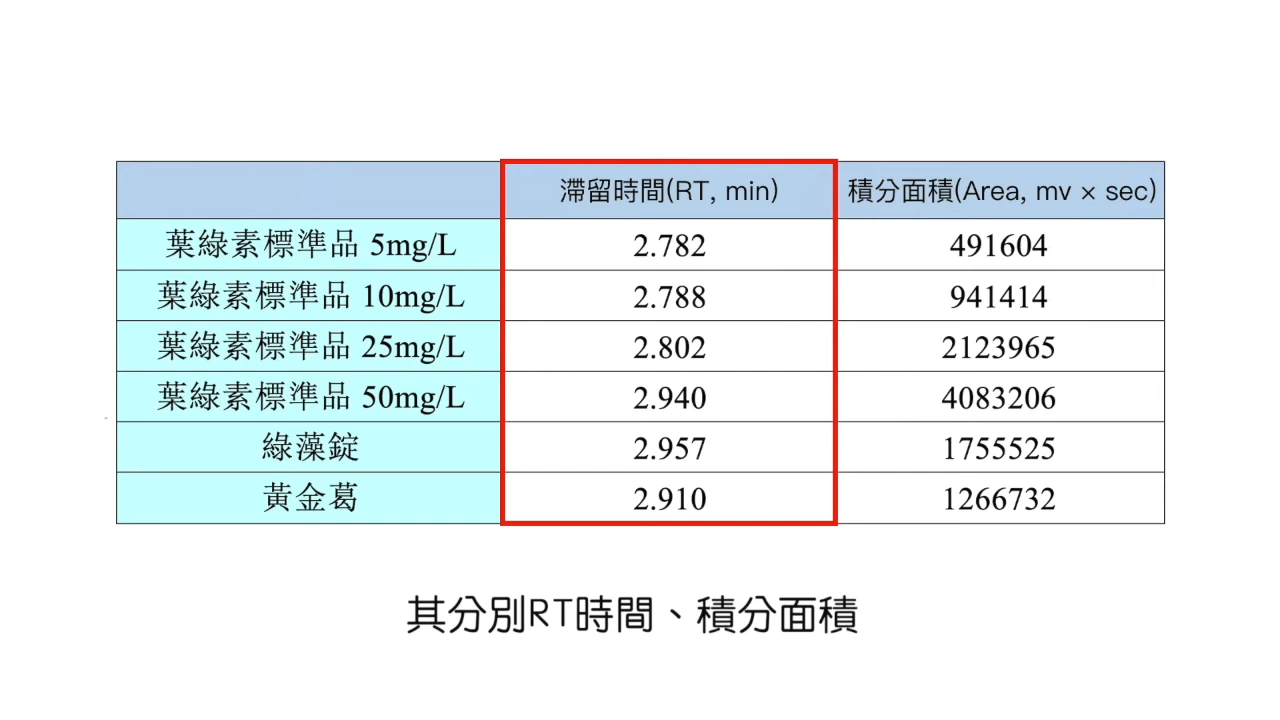 滯留時間(RT, min) 積分面積(Area, mv × sec)
葉綠素標準品 5mg/L 2.782 491604
葉綠素標準品 10mg/L 2.788 941414
葉綠素標準品 25mg/L 2.802 2123965
葉綠素標準品 50mg/L 2.940 4083206
綠藻錠 2.957 1755525
黃金葛 2.910 1266732
其分別RT時間、積分面積